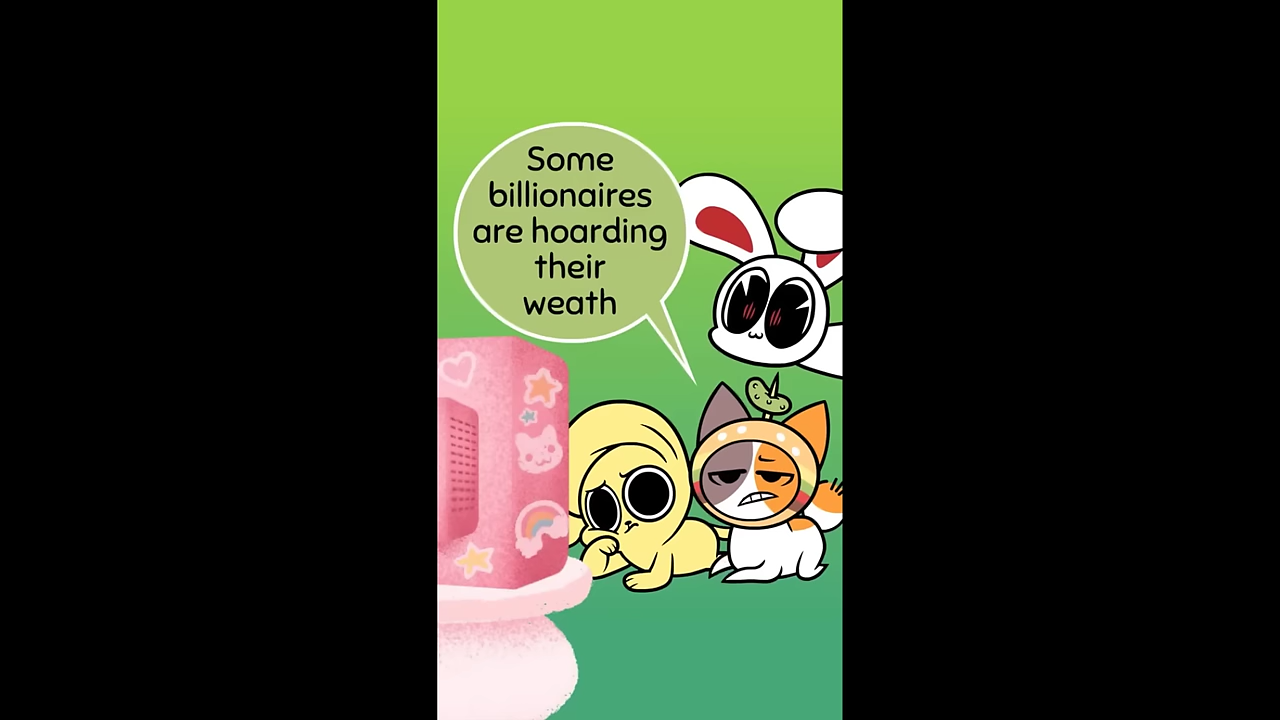 Some
billionaires
are hoarding
their
weath